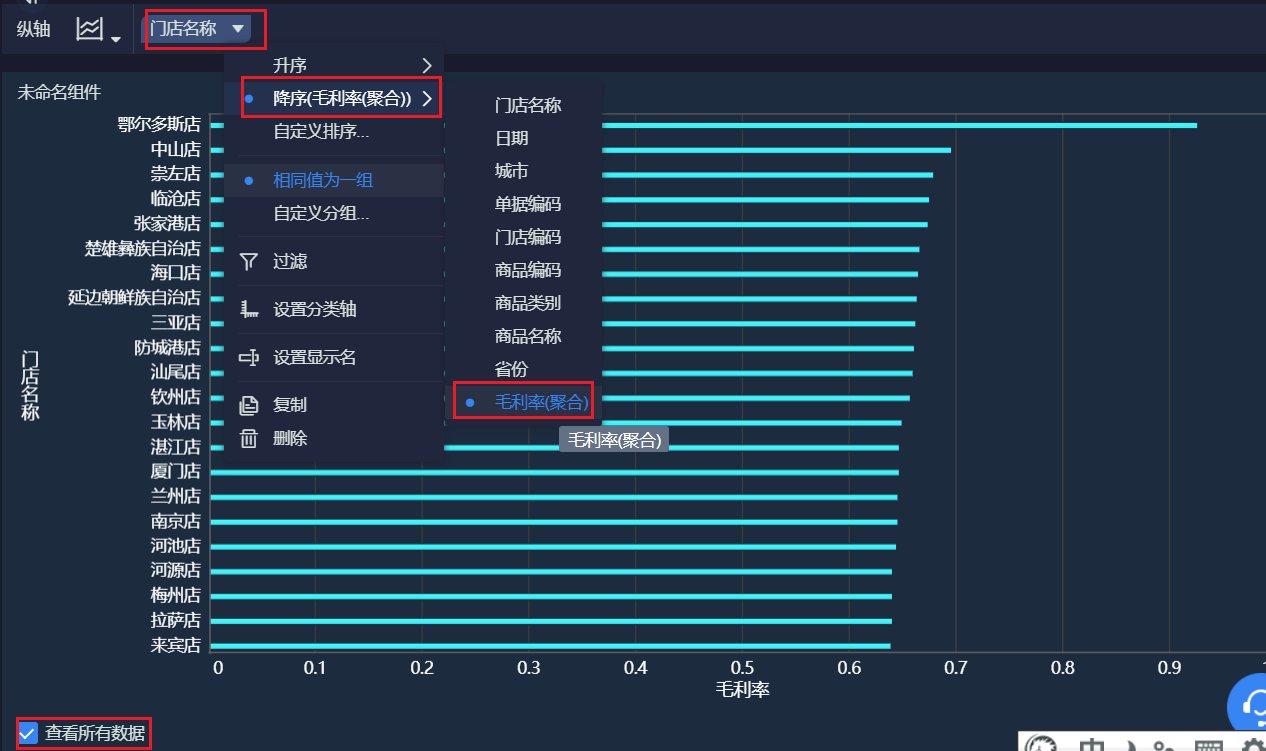 纵轴
门店名称
未命名组件
升序
降序(毛利率(聚合))
自定义排序...
相同值为一组
自定义分组...
过滤
设置分类轴
设置显示名
复制
删除
门店名称
日期
城市
单据编码
门店编码
商品编码
商品类别
商品名称
省份
毛利率(聚合)
毛利率(聚合)
门店名称
鄂尔多斯店
中山店
崇左店
临沧店
张家港店
楚雄彝族自治店
海口店
延边朝鲜族自治店
三亚店
防城港店
汕尾店
钦州店
玉林店
湛江店
厦门店
兰州店
南京店
河池店
河源店
梅州店
拉萨店
来宾店
0 0.1 0.2 0.3 0.4 0.5 0.6 0.7 0.8 0.9
毛利率
查看所有数据
中